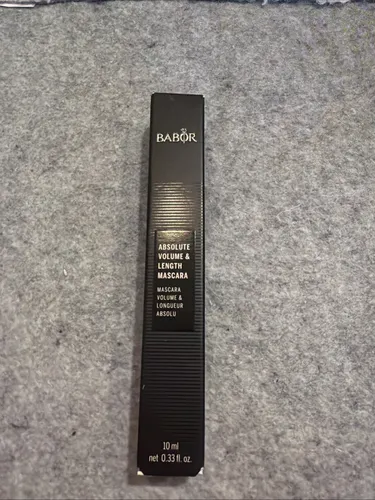 BABOR
ABSOLUTE
VOLUME &
LENGTH
MASCARA
MASCARA
VOLUME &
LONGUEUR
ABSOLU
10 ml
net 0.33 fl. oz.